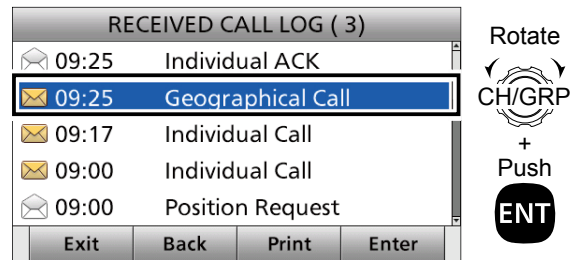 RECEIVED CALL LOG ( 3)
09:25 Individual ACK
09:25 Geographical Call
09:17 Individual Call
09:00 Individual Call
09:00 Position Request
Exit Back Print Enter
Rotate
CH/GRP
+
Push
ENT